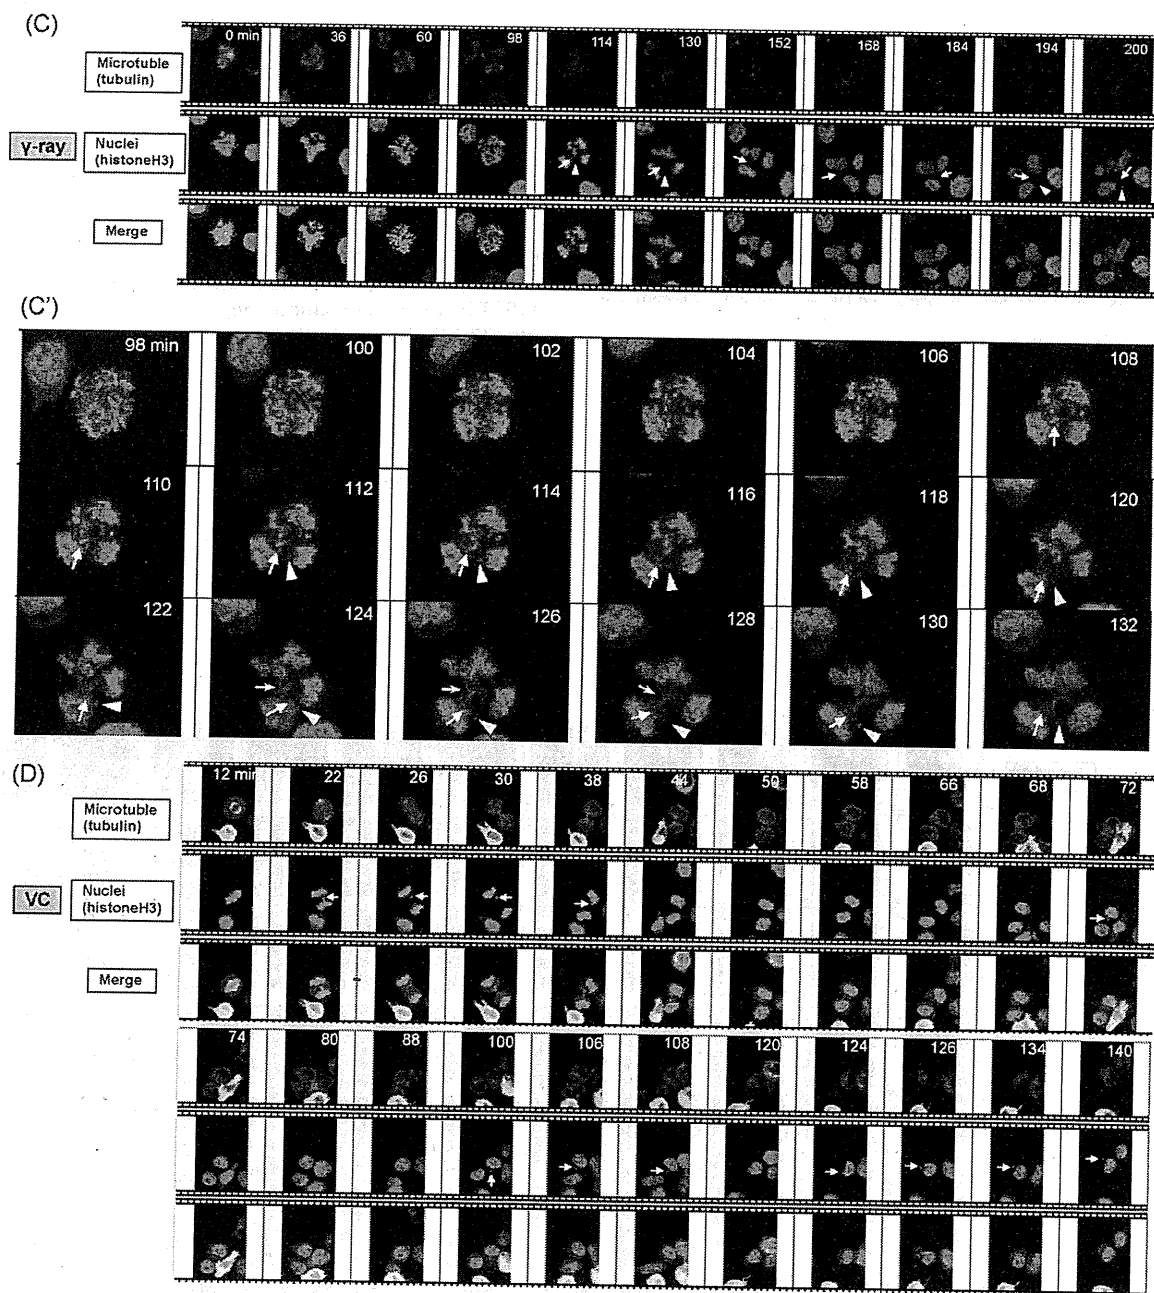 (C)
0 min 36 60 98 114 130 152 168 184 194 200
Microtuble
(tubulin)
γ-ray
Nuclei
(histoneH3)
Merge
(C')
98 min 100 102 104 106 108
110 112 114 116 118 120
122 124 126 128 130 132
(D)
12 min 22 26 30 38 44 50 58 66 68 72
Microtuble
(tubulin)
VC
Nuclei
(histoneH3)
Merge
74 80 88 100 106 108 120 124 126 134 140